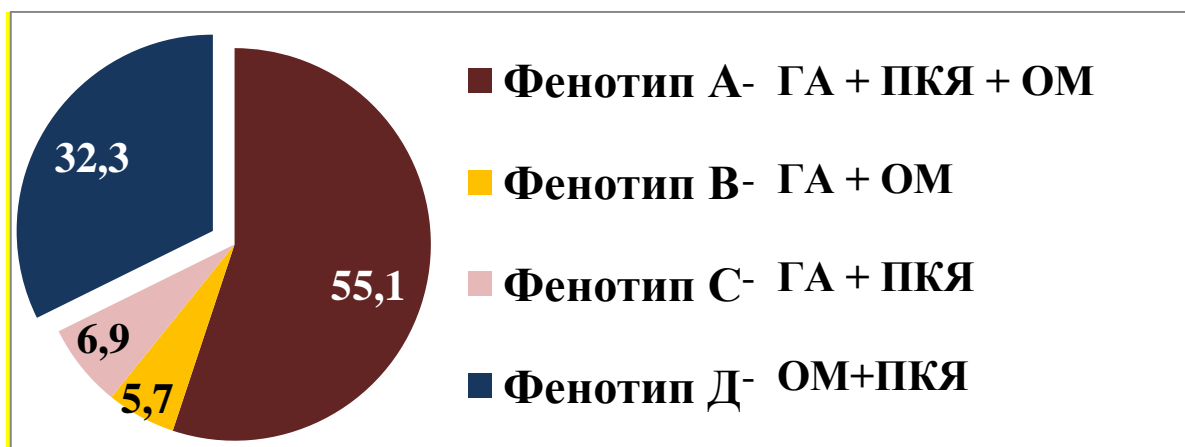 32,3
55,1
6,9
5,7
Фенотип А- ГА + ПКЯ + ОМ
Фенотип В- ГА + ОМ
Фенотип С- ГА + ПКЯ
Фенотип Д- ОМ+ПКЯ